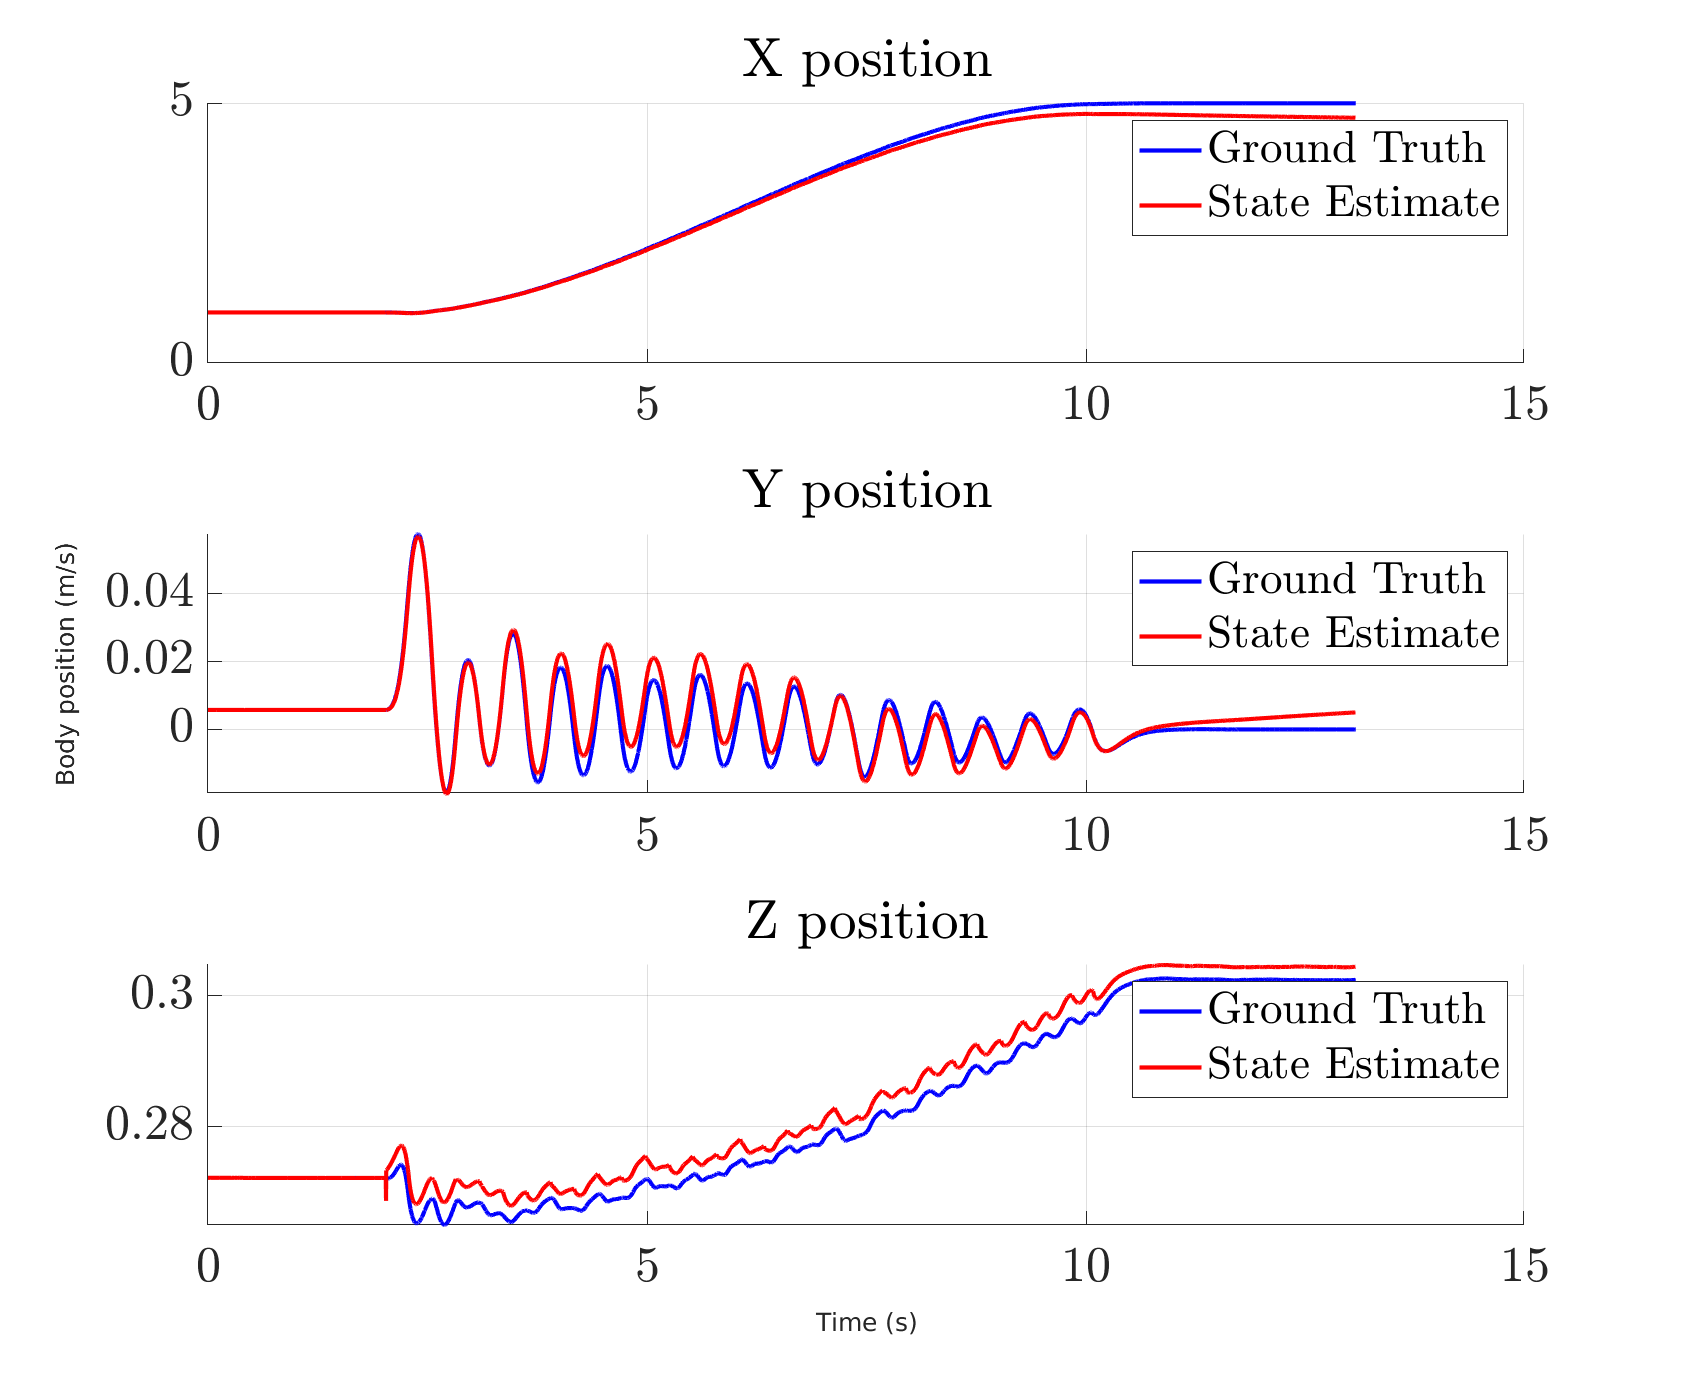 X position
5
0
0 5 10 15
Ground Truth
State Estimate
Y position
Body position (m/s)
0.04
0.02
0
0 5 10 15
Ground Truth
State Estimate
Z position
0.3
0.28
0 5 10 15
Ground Truth
State Estimate
Time (s)